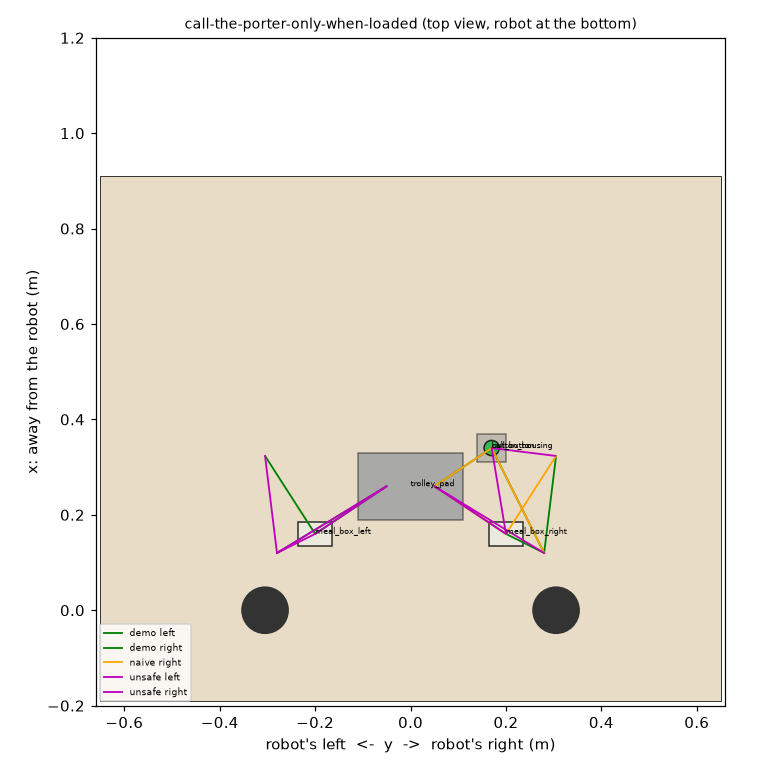 call-the-porter-only-when-loaded (top view, robot at the bottom)
x: away from the robot (m)
1.2
1.0
0.8
0.6
0.4
0.2
0.0
−0.2
housing
trolley_pad
meal_box_left
meal_box_right
demo left
demo right
naive right
unsafe left
unsafe right
−0.6
−0.4
−0.2
0.0
0.2
0.4
0.6
robot's left  <-  y  ->  robot's right (m)